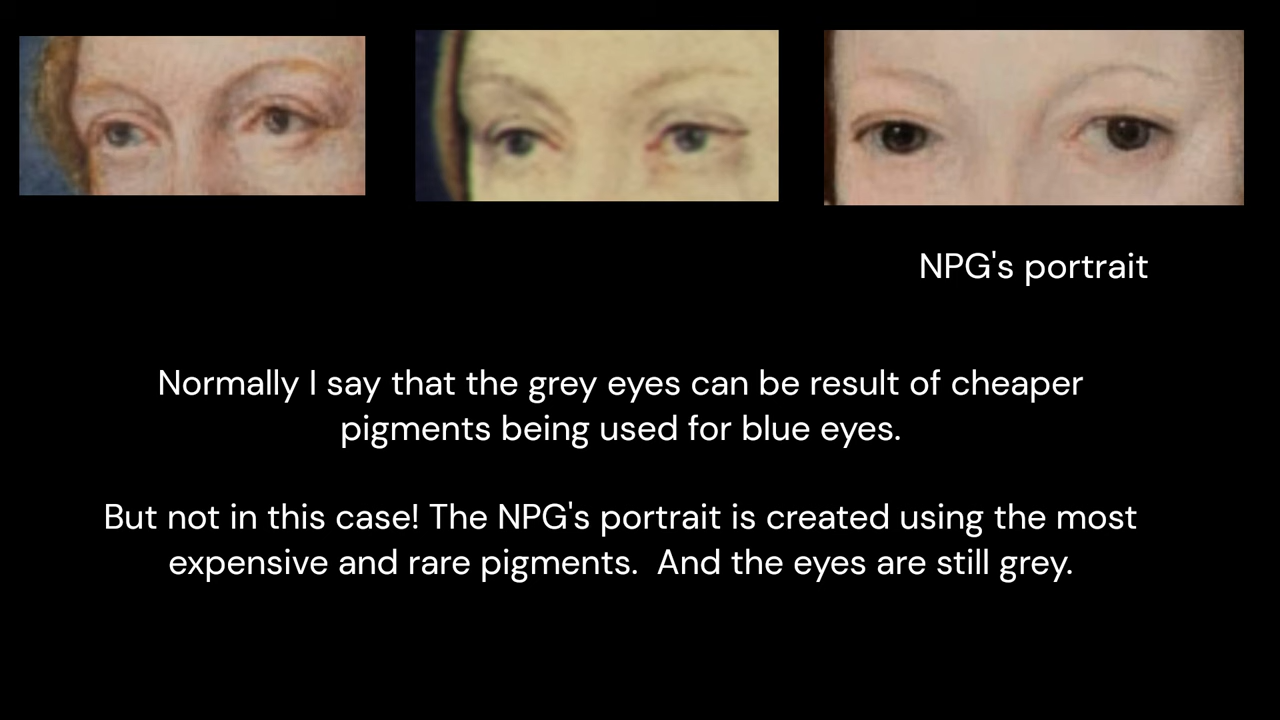 NPG's portrait
Normally I say that the grey eyes can be result of cheaper
pigments being used for blue eyes.
But not in this case! The NPG's portrait is created using the most
expensive and rare pigments.  And the eyes are still grey.